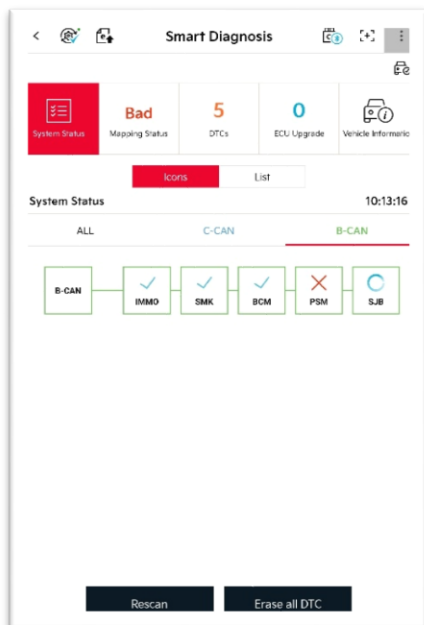 Smart Diagnosis
Bad
5
0
System Status
Mapping Status
DTCs
ECU Upgrade
Vehicle Informatio
Icons
List
System Status
10:13:16
ALL
C-CAN
B-CAN
B-CAN
IMMO
SMK
BCM
PSM
SJB
Rescan
Erase all DTC